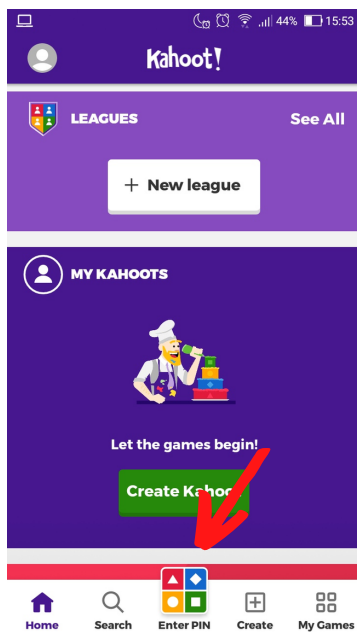 44% 15:53
Kahoot!
LEAGUES See All
+ New league
MY KAHOOTS
Let the games begin!
Create Kahoot
Home Search Enter PIN Create My Games